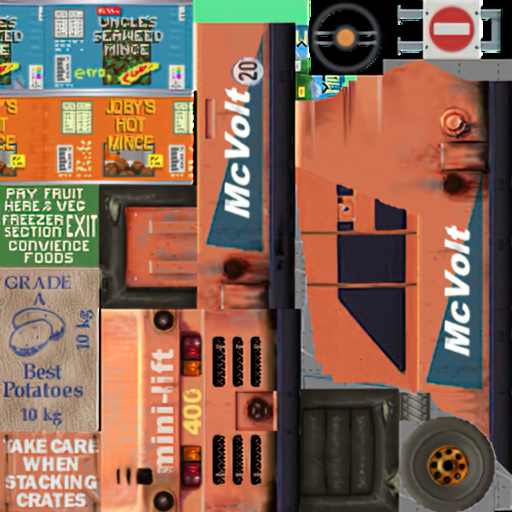 UNCLES
SEAWEED
MINCE
JOBY'S
HOT
MINCE
PAY FRUIT
HERE & VEG
FREEZER EXIT
SECTION
CONVIENCE
FOODS
GRADE
A
10 kg
Best
Potatoes
10 kg
TAKE CARE
WHEN
STACKING
CRATES
McVolt
20
mini-lift
400
McVolt